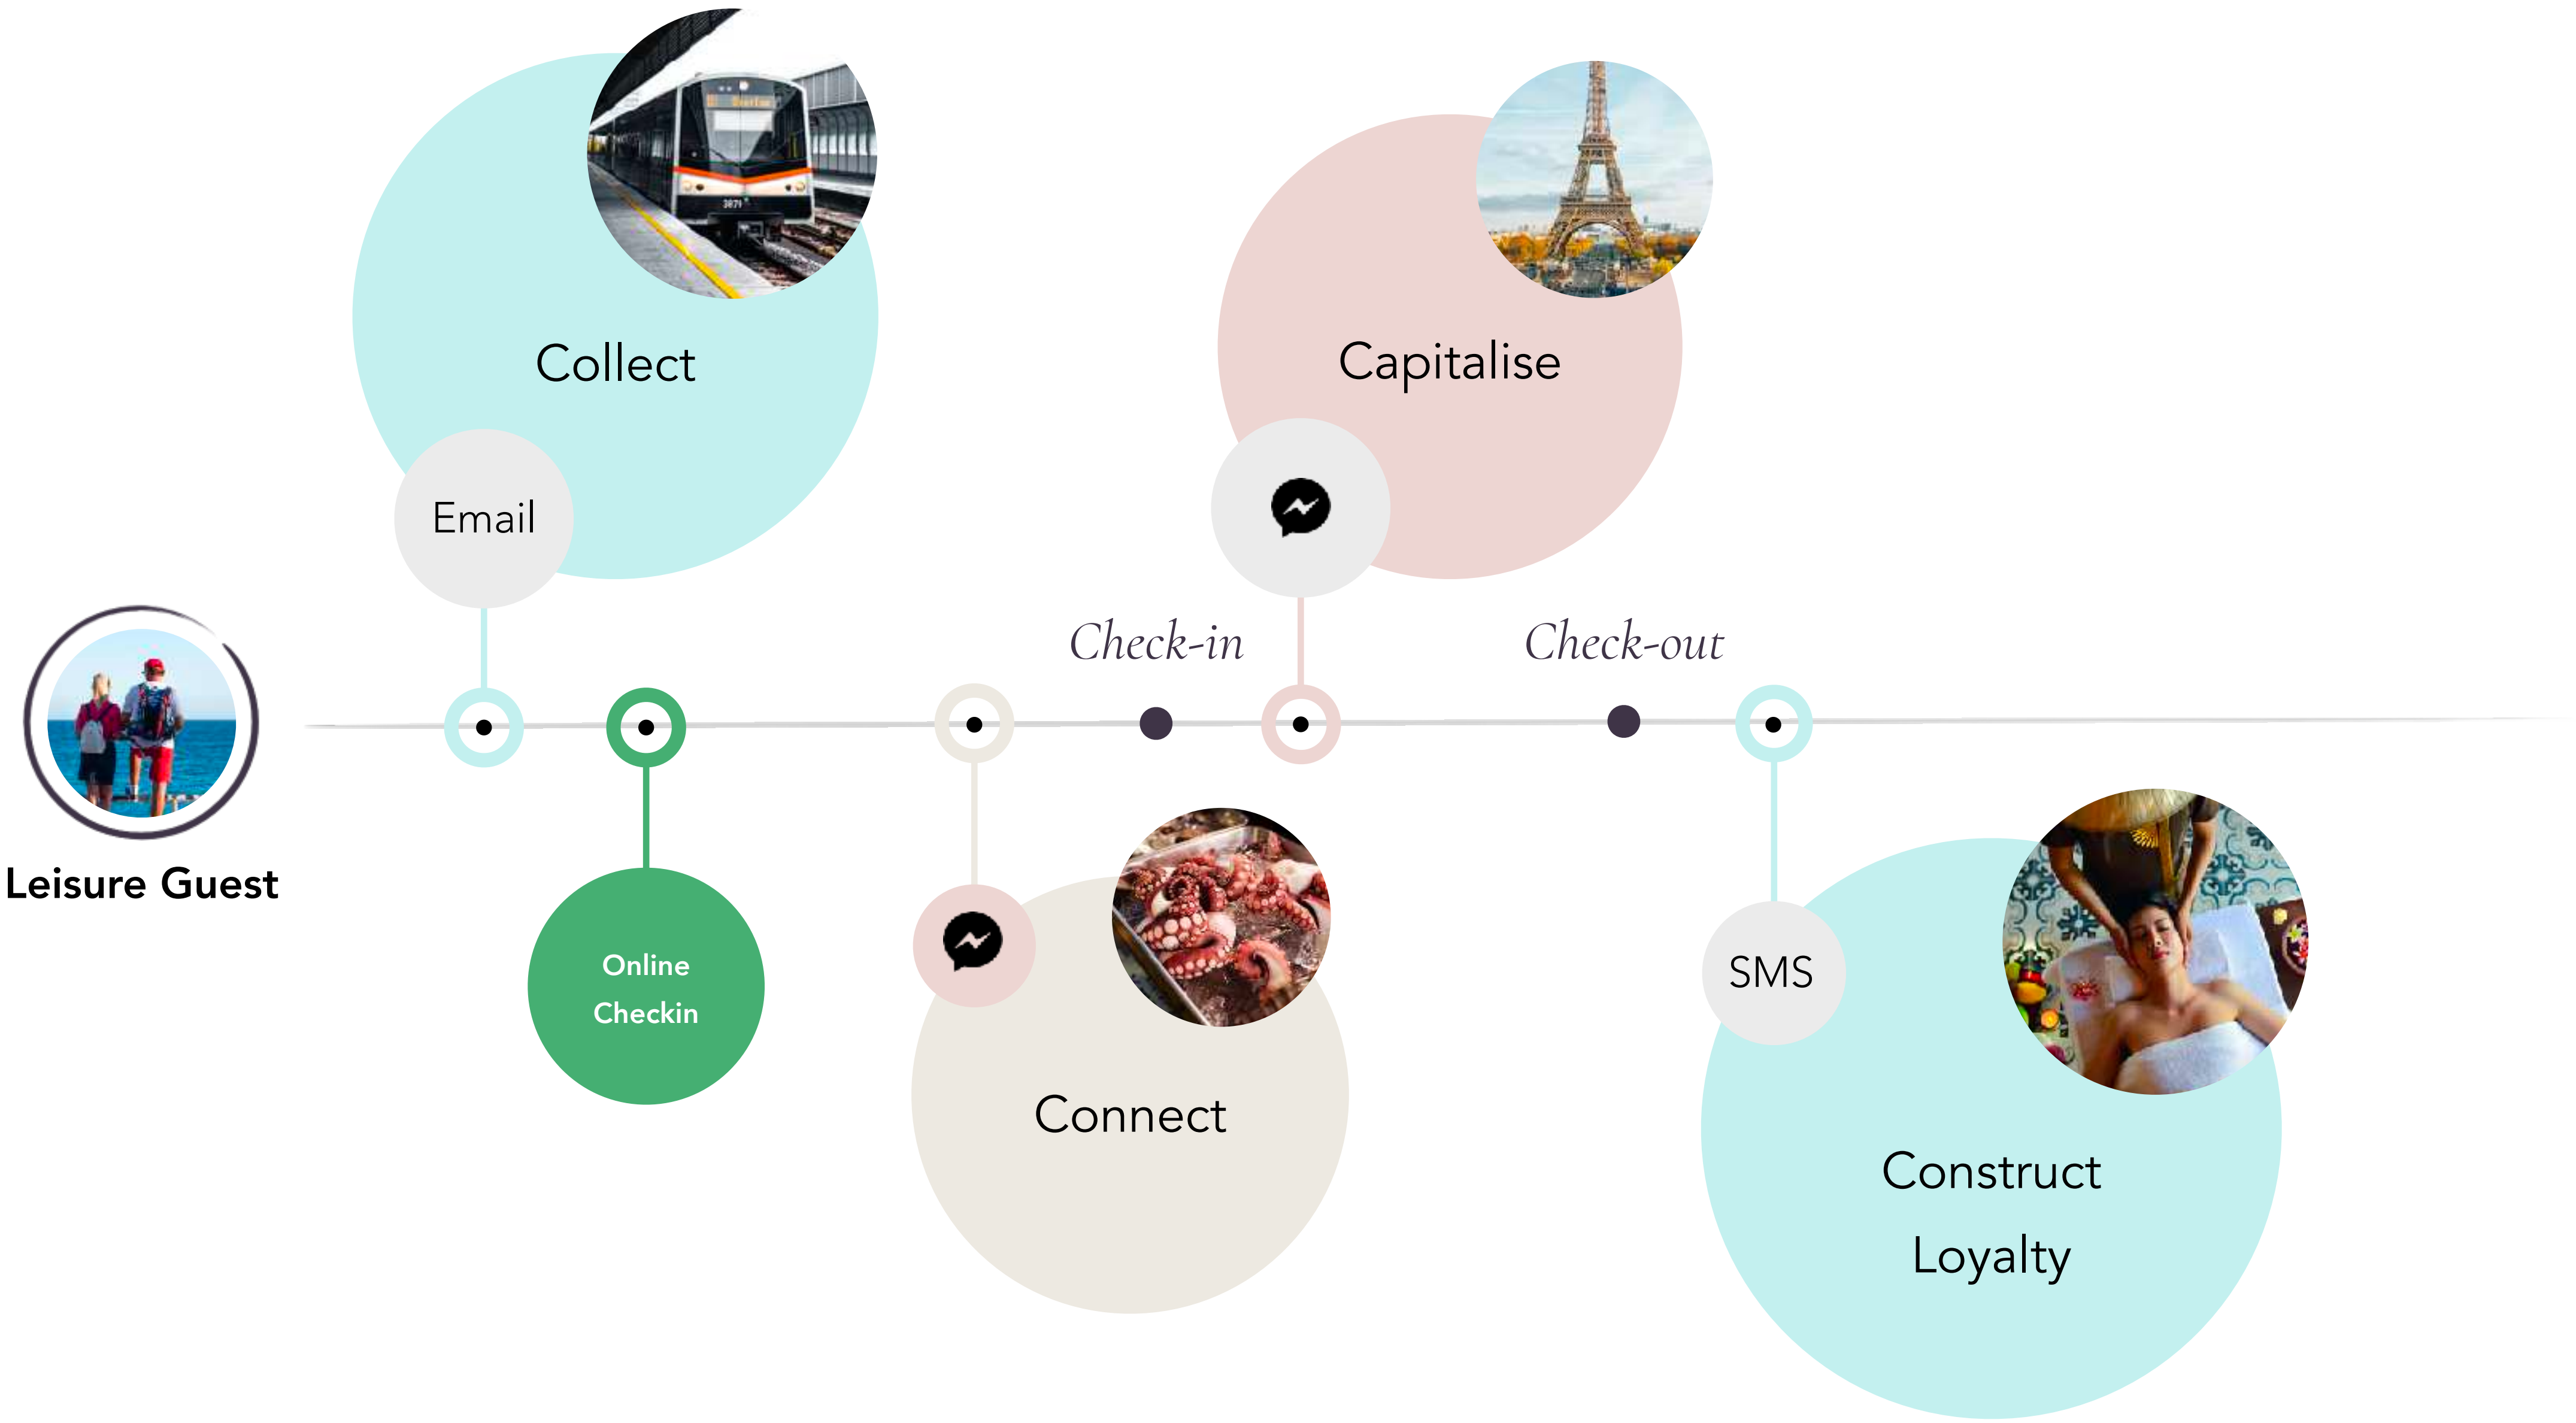 Collect
Capitalise
Email
Check-in
Check-out
Leisure Guest
Online
Checkin
SMS
Connect
Construct
Loyalty